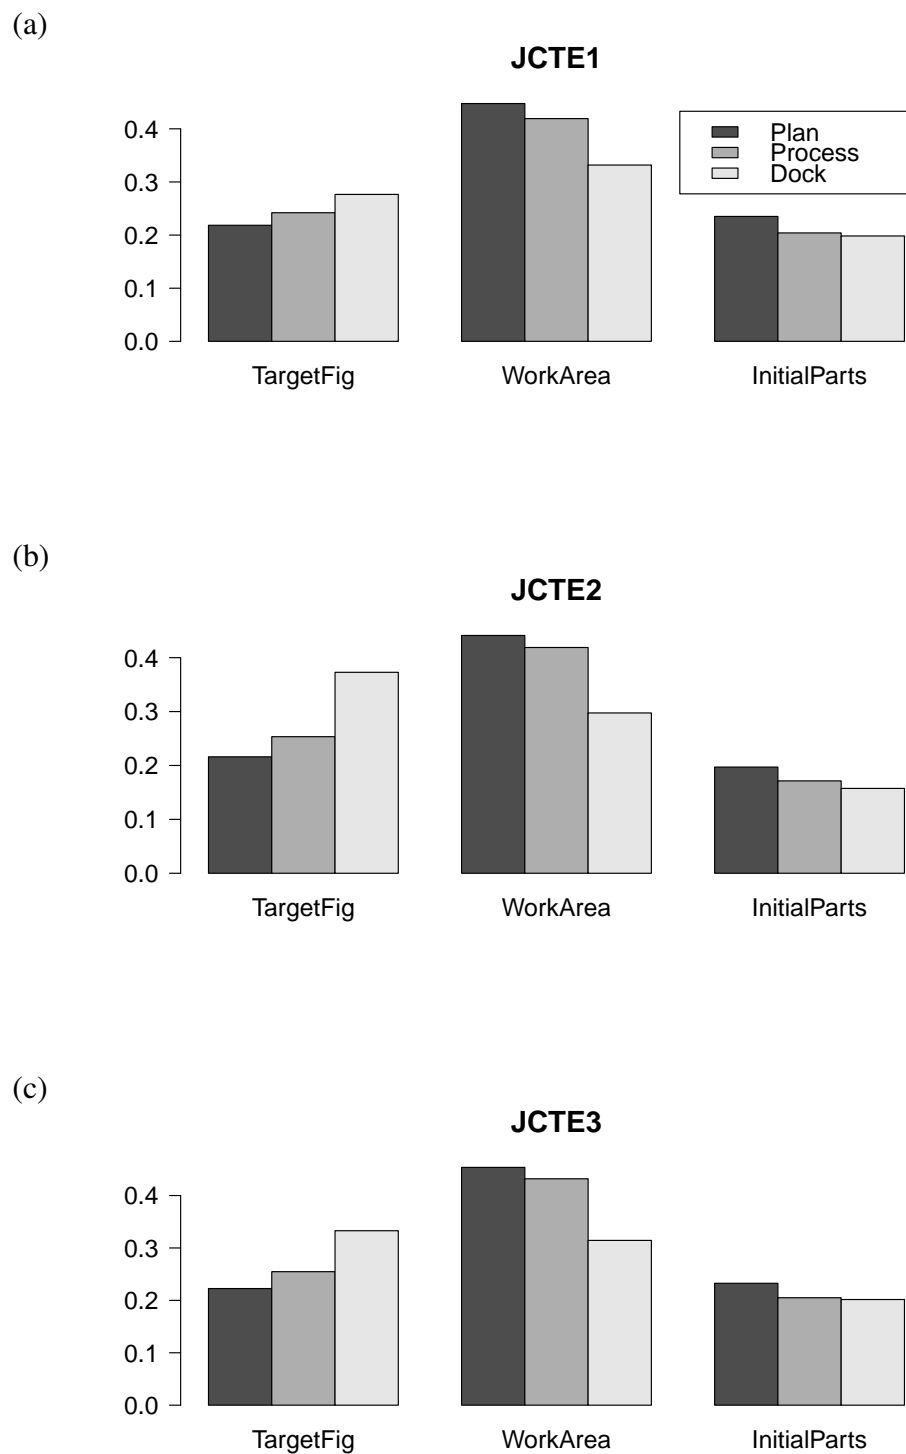 (a)
JCTE1
Plan
Process
Dock
0.4
0.3
0.2
0.1
0.0
TargetFig WorkArea InitialParts
(b)
JCTE2
0.4
0.3
0.2
0.1
0.0
TargetFig WorkArea InitialParts
(c)
JCTE3
0.4
0.3
0.2
0.1
0.0
TargetFig WorkArea InitialParts